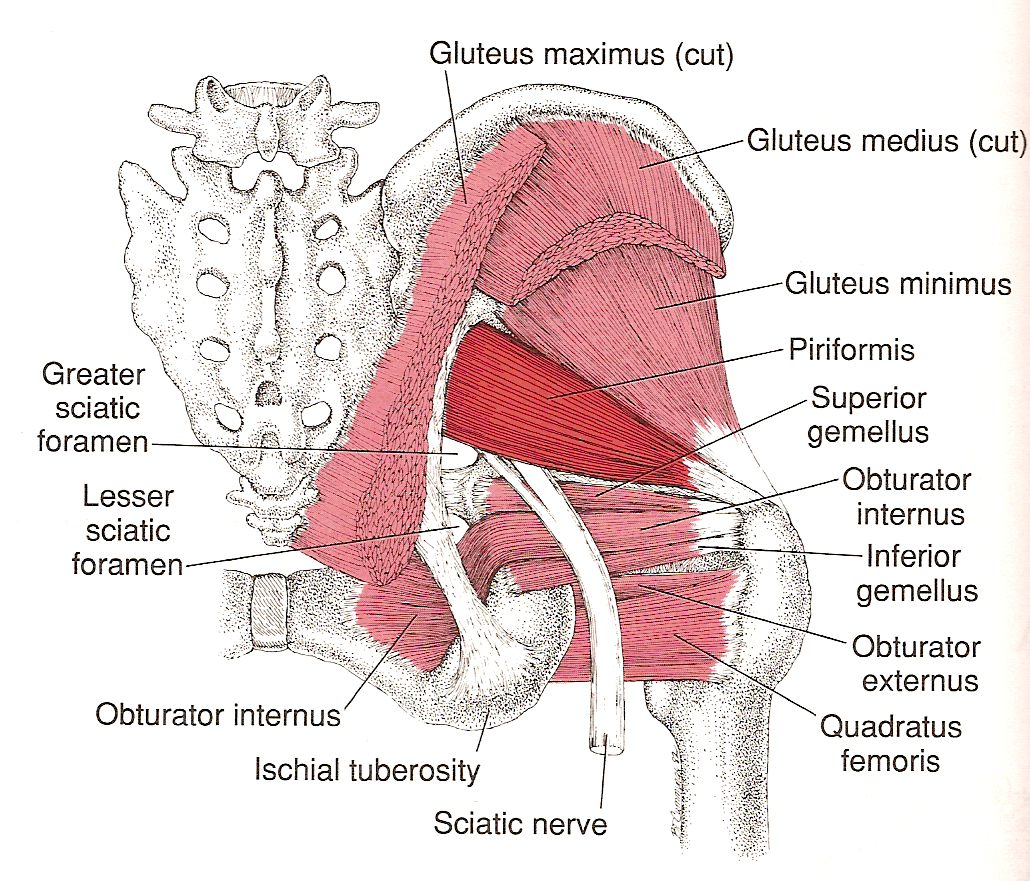 Gluteus maximus (cut)
Gluteus medius (cut)
Gluteus minimus
Piriformis
Greater
sciatic
foramen
Superior
gemellus
Obturator
internus
Lesser
sciatic
foramen
Inferior
gemellus
Obturator
externus
Obturator internus
Quadratus
femoris
Ischial tuberosity
Sciatic nerve